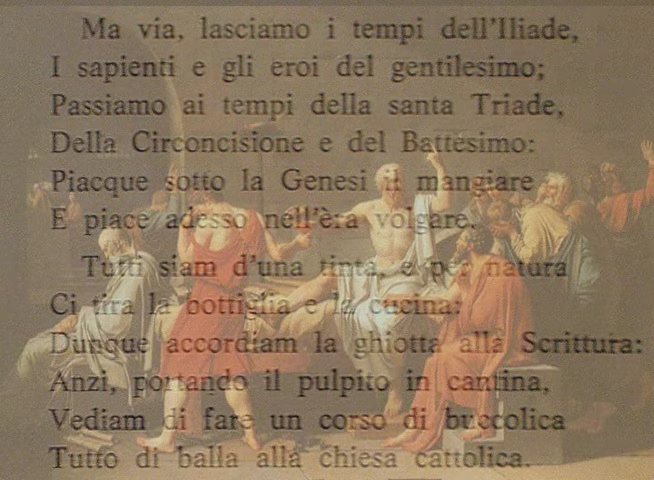 Ma via, lasciamo i tempi dell'Iliade,
I sapienti e gli eroi del gentilesimo;
Passiamo ai tempi della santa Triade,
Della Circoncisione e del Battesimo:
Piacque sotto la Genesi il mangiare
E piace adesso nell'èra volgare.
Tutti siam d'una tinta, e per natura
Ci tira la bottiglia e la cucina:
Dunque accordiam la ghiotta alla Scrittura:
Anzi, portando il pulpito in cantina,
Vediam di fare un corso di buccolica
Tutto di balla alla chiesa cattolica.